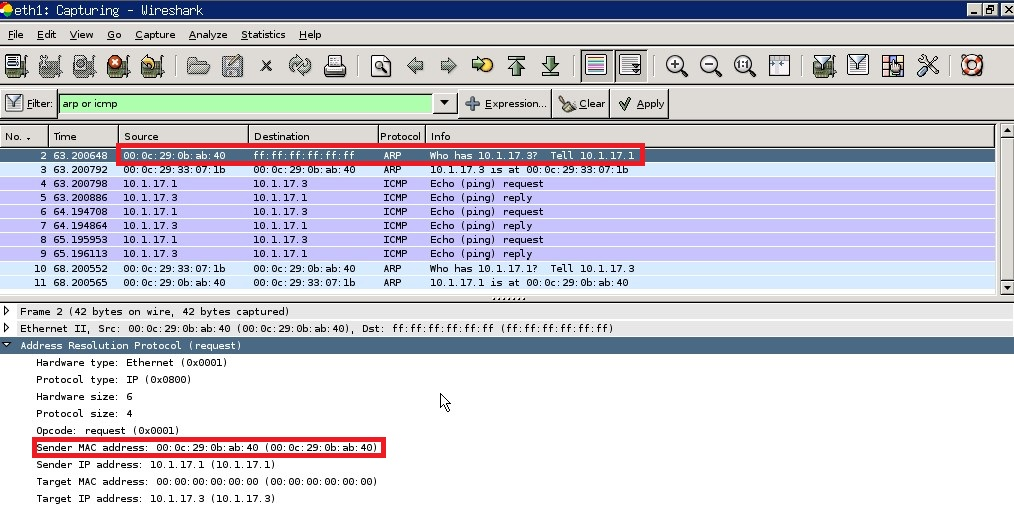 eth1: Capturing - Wireshark
File Edit View Go Capture Analyze Statistics Help
Filter: arp or icmp Expression... Clear Apply
No. . Time Source Destination Protocol Info
2 63.200648 00:0c:29:0b:ab:40 ff:ff:ff:ff:ff:ff ARP Who has 10.1.17.3? Tell 10.1.17.1
3 63.200792 00:0c:29:33:07:1b 00:0c:29:0b:ab:40 ARP 10.1.17.3 is at 00:0c:29:33:07:1b
4 63.200798 10.1.17.1 10.1.17.3 ICMP Echo (ping) request
5 63.200886 10.1.17.3 10.1.17.1 ICMP Echo (ping) reply
6 64.194708 10.1.17.1 10.1.17.3 ICMP Echo (ping) request
7 64.194864 10.1.17.3 10.1.17.1 ICMP Echo (ping) reply
8 65.195953 10.1.17.1 10.1.17.3 ICMP Echo (ping) request
9 65.196113 10.1.17.3 10.1.17.1 ICMP Echo (ping) reply
10 68.200552 00:0c:29:33:07:1b 00:0c:29:0b:ab:40 ARP Who has 10.1.17.1? Tell 10.1.17.3
11 68.200565 00:0c:29:0b:ab:40 00:0c:29:33:07:1b ARP 10.1.17.1 is at 00:0c:29:0b:ab:40
Frame 2 (42 bytes on wire, 42 bytes captured)
Ethernet II, Src: 00:0c:29:0b:ab:40 (00:0c:29:0b:ab:40), Dst: ff:ff:ff:ff:ff:ff (ff:ff:ff:ff:ff:ff)
Address Resolution Protocol (request)
Hardware type: Ethernet (0x0001)
Protocol type: IP (0x0800)
Hardware size: 6
Protocol size: 4
Opcode: request (0x0001)
Sender MAC address: 00:0c:29:0b:ab:40 (00:0c:29:0b:ab:40)
Sender IP address: 10.1.17.1 (10.1.17.1)
Target MAC address: 00:00:00:00:00:00 (00:00:00:00:00:00)
Target IP address: 10.1.17.3 (10.1.17.3)